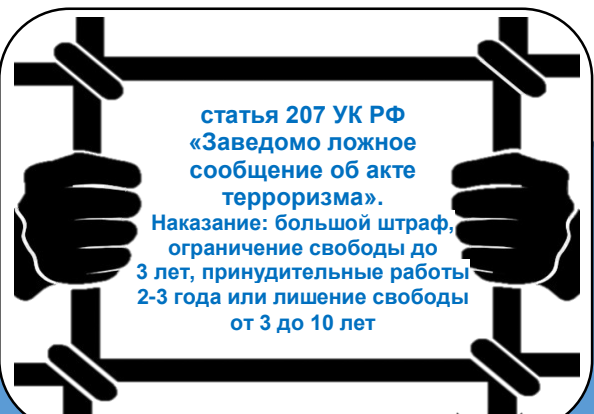 статья 207 УК РФ
«Заведомо ложное
сообщение об акте
терроризма».
Наказание: большой штраф,
ограничение свободы до
3 лет, принудительные работы
2-3 года или лишение свободы
от 3 до 10 лет